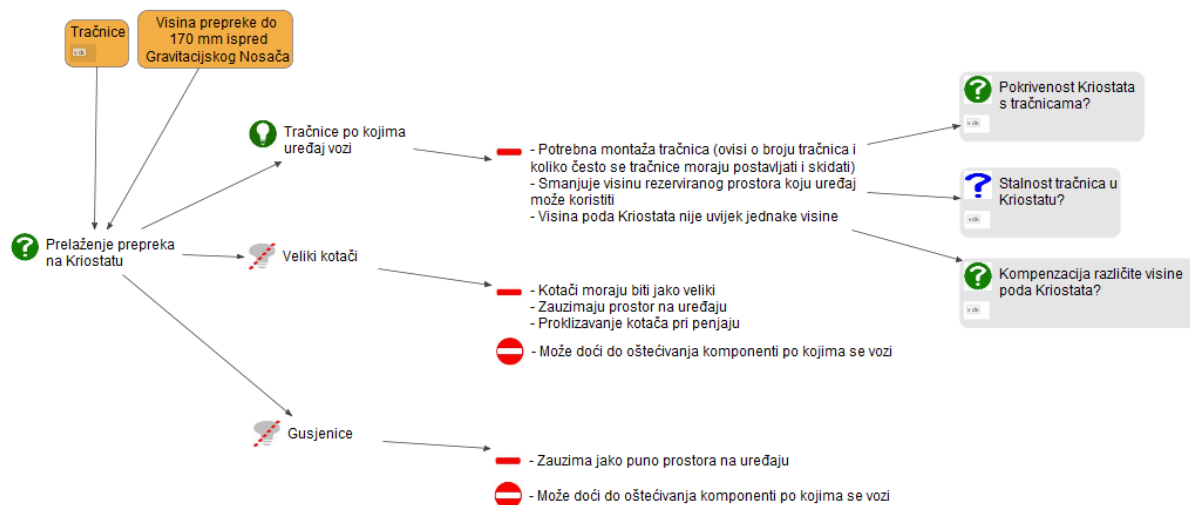 Tračnice
Visina prepreke do
170 mm ispred
Gravitacijskog Nosača
Tračnice po kojima
uređaj vozi
- Potrebna montaža tračnica (ovisi o broju tračnica i
koliko često se tračnice moraju postavljati i skidati)
- Smanjuje visinu rezerviranog prostora koju uređaj
može koristiti
- Visina poda Kriostata nije uvijek jednake visine
Pokrivenost Kriostata
s tračnicama?
Stalnost tračnica u
Kriostatu?
Kompenzacija različite visine
poda Kriostata?
Prelaženje prepreka
na Kriostatu
Veliki kotači
- Kotači moraju biti jako veliki
- Zauzimaju prostor na uređaju
- Proklizavanje kotača pri penjaju
- Može doći do oštećivanja komponenti po kojima se vozi
Gusjenice
- Zauzima jako puno prostora na uređaju
- Može doći do oštećivanja komponenti po kojima se vozi